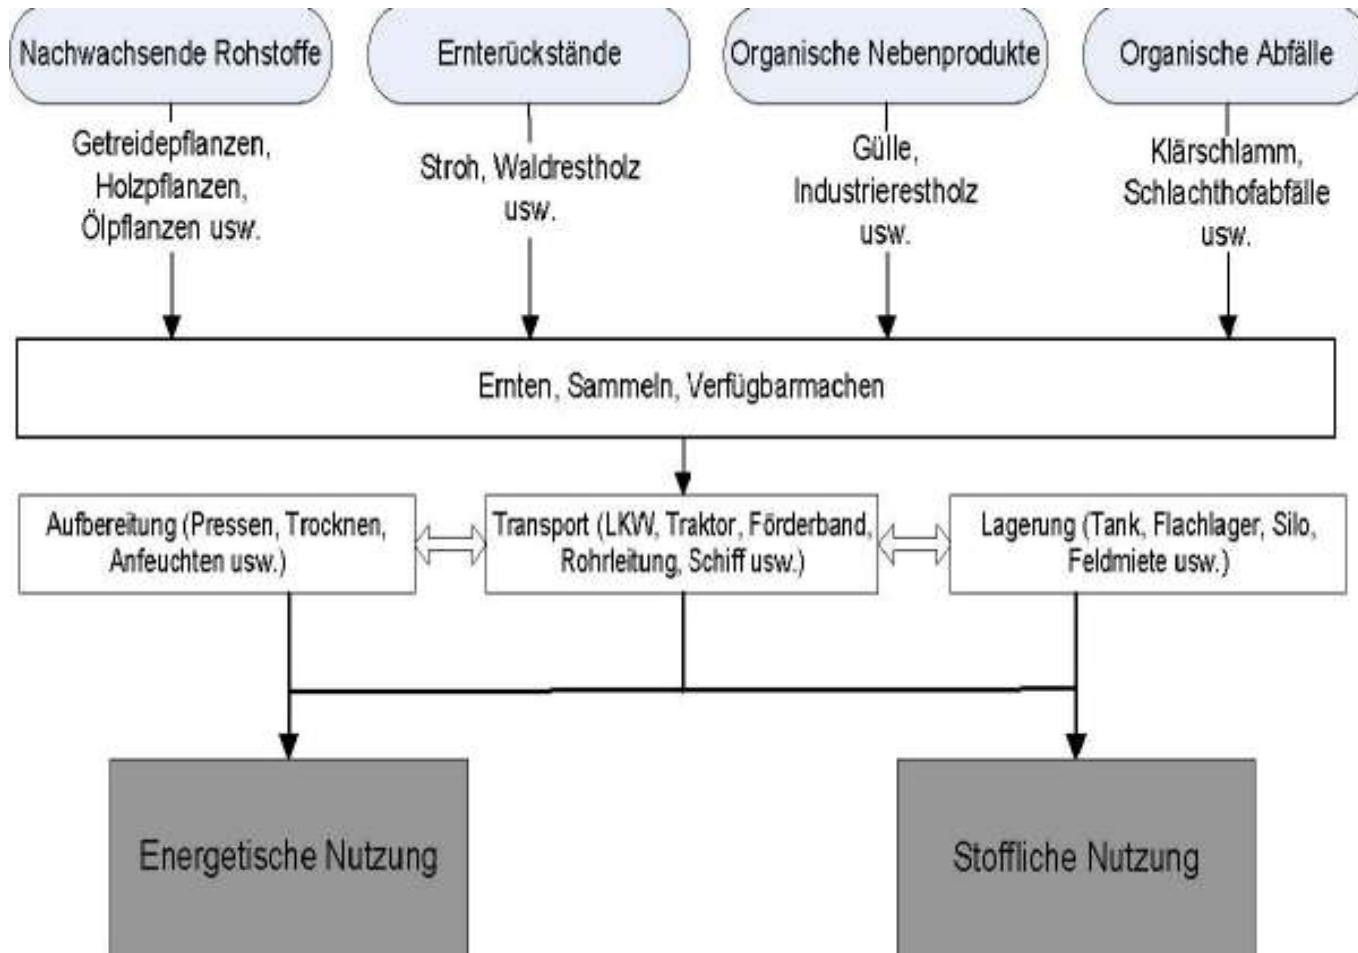 Nachwachsende Rohstoffe
Ernterückstände
Organische Nebenprodukte
Organische Abfälle
Getreidepflanzen,
Holzpflanzen,
Ölpflanzen usw.
Stroh, Waldrestholz
usw.
Gülle,
Industrierestholz
usw.
Klärschlamm,
Schlachthofabfälle
usw.
Ernten, Sammeln, Verfügbarmachen
Aufbereitung (Pressen, Trocknen,
Anfeuchten usw.)
Transport (LKW, Traktor, Förderband,
Rohrleitung, Schiff usw.)
Lagerung (Tank, Flachlager, Silo,
Feldmiete usw.)
Energetische Nutzung
Stoffliche Nutzung